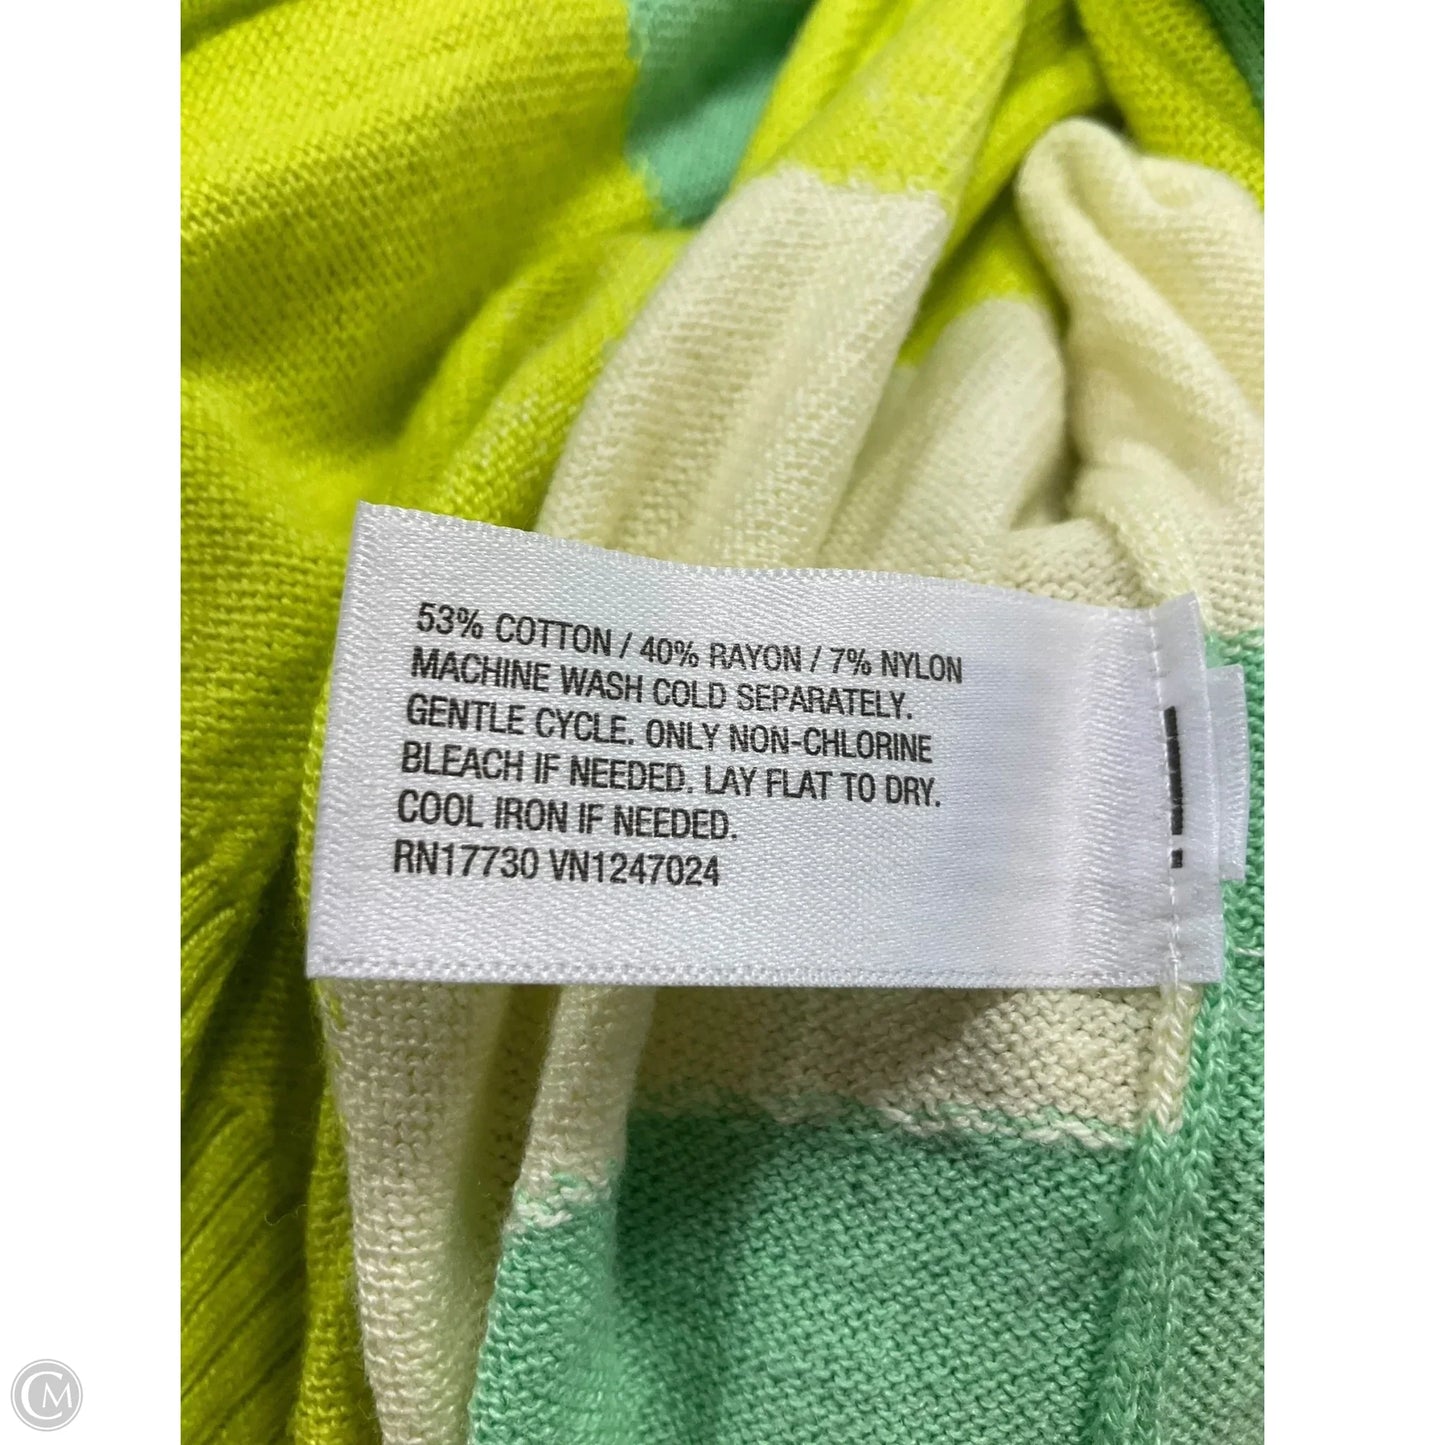 53% COTTON / 40% RAYON / 7% NYLON
MACHINE WASH COLD SEPARATELY.
GENTLE CYCLE. ONLY NON-CHLORINE
BLEACH IF NEEDED. LAY FLAT TO DRY.
COOL IRON IF NEEDED.
RN17730 VN1247024
CM